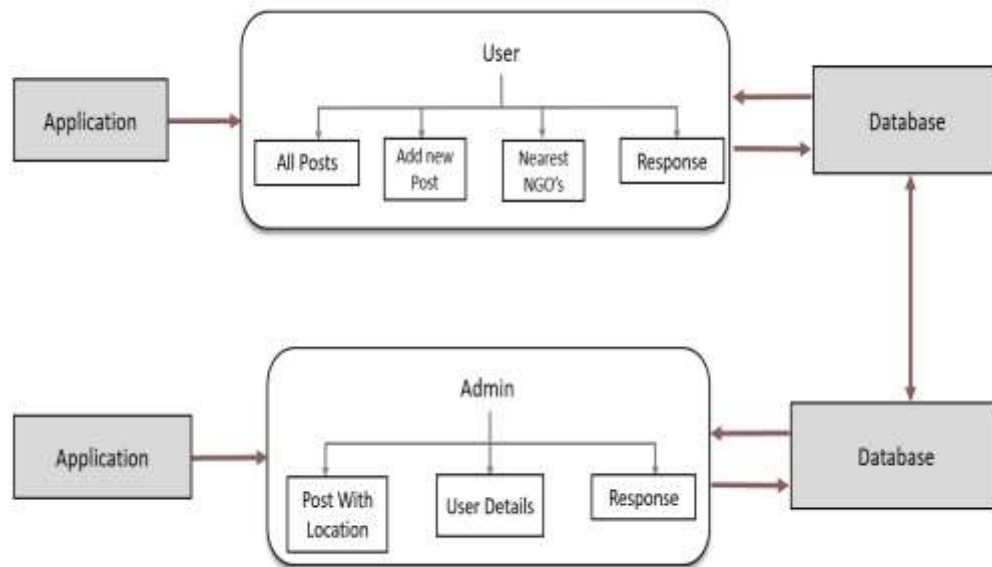 User
Application
Database
All Posts
Add new
Post
Nearest
NGO's
Response
Admin
Application
Database
Post With
Location
User Details
Response